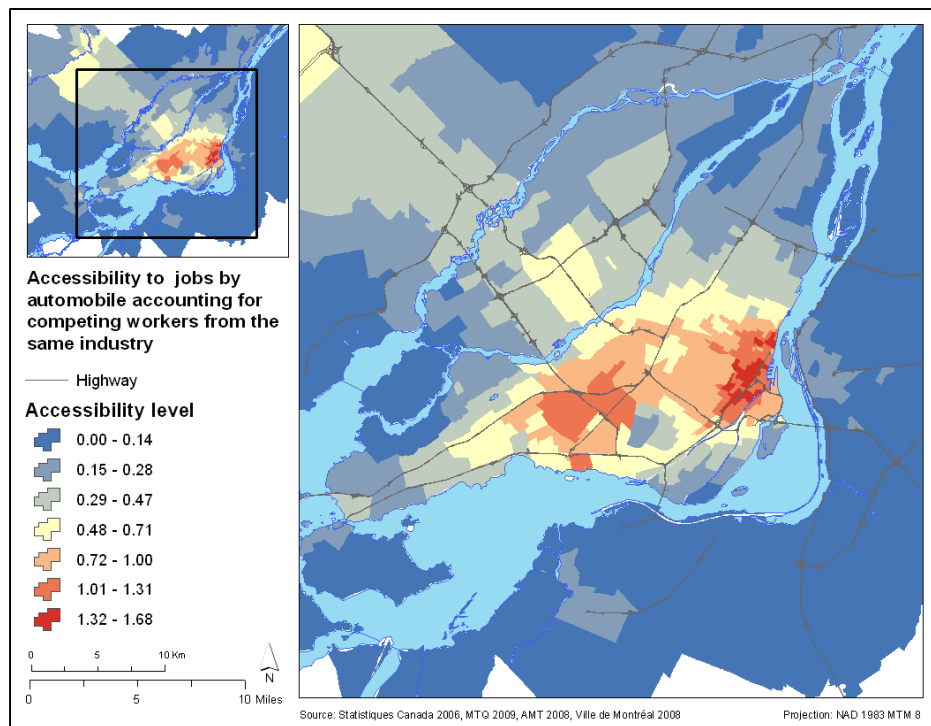 Accessibility to jobs by
automobile accounting for
competing workers from the
same industry
Highway
Accessibility level
0.00 - 0.14
0.15 - 0.28
0.29 - 0.47
0.48 - 0.71
0.72 - 1.00
1.01 - 1.31
1.32 - 1.68
0 5 10 Km
N
0 5 10 Miles
Source: Statistiques Canada 2006, MTQ 2009, AMT 2008, Ville de Montréal 2008 Projection: NAD 1983 MTM 8